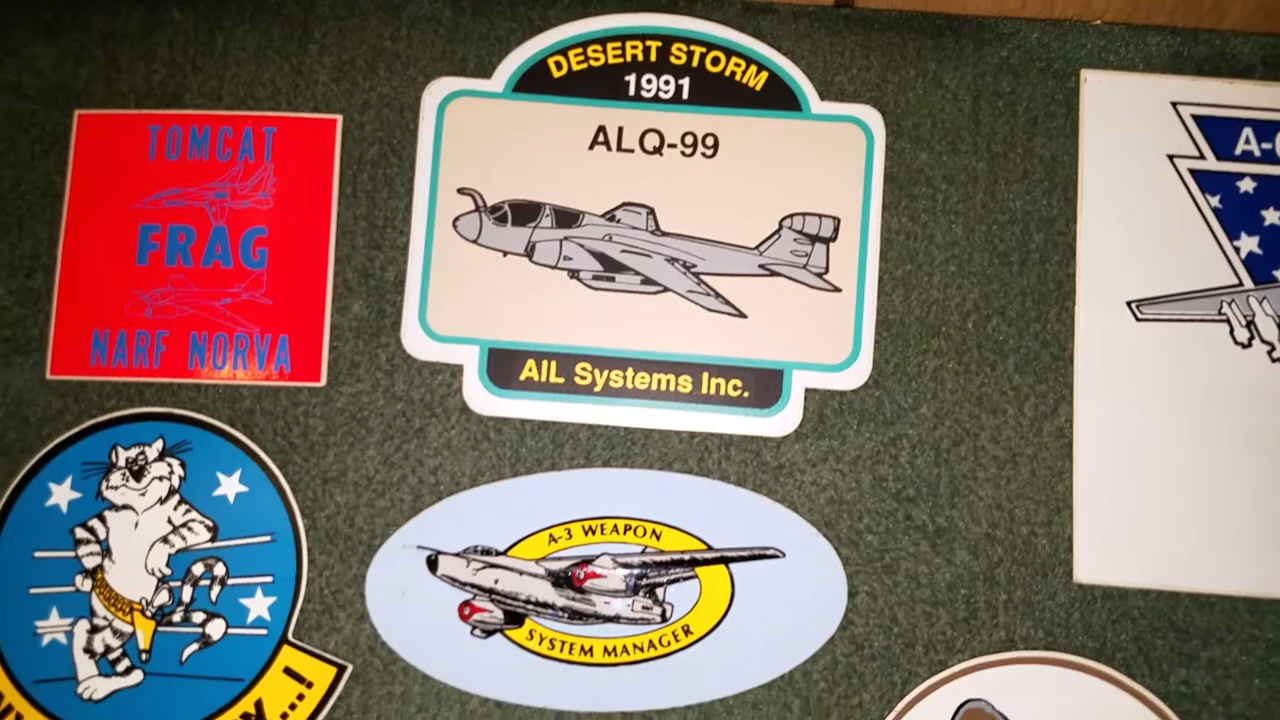 TOMCAT
FRAG
NARF NORVA
DESERT STORM
1991
ALQ-99
AIL Systems Inc.
A-3 WEAPON
SYSTEM MANAGER